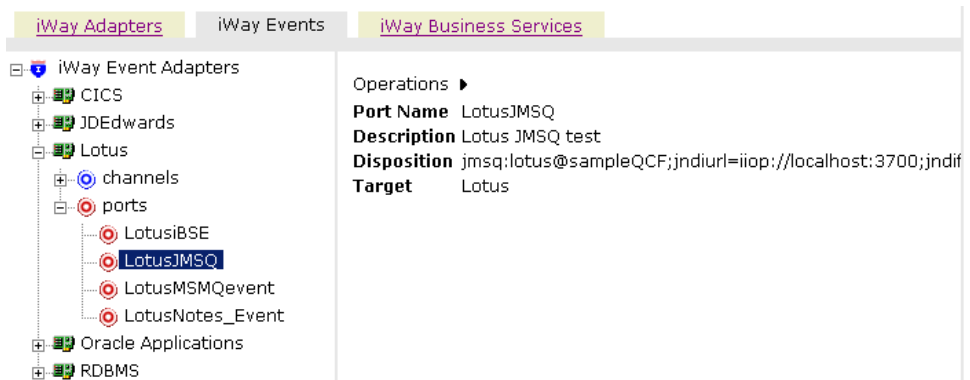 iWay Adapters
iWay Events
iWay Business Services
iWay Event Adapters
CICS
JDEdwards
Lotus
channels
ports
LotusiBSE
LotusJMSQ
LotusMSMQevent
LotusNotes_Event
Oracle Applications
RDBMS
Operations
Port Name LotusJMSQ
Description Lotus JMSQ test
Disposition jmsq:lotus@sampleQCF;jndiurl=iiop://localhost:3700;jndif
Target Lotus